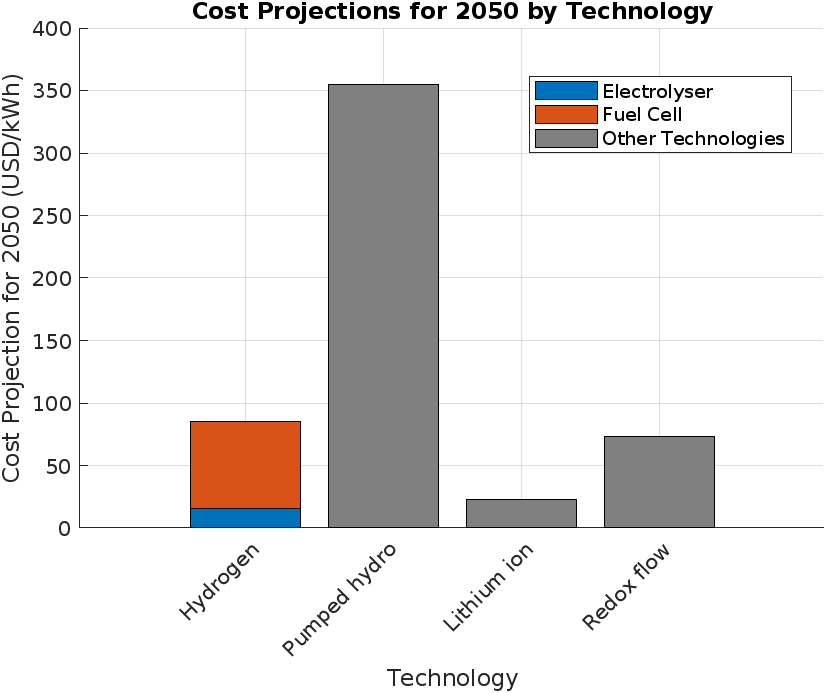 Cost Projections for 2050 by Technology
Cost Projection for 2050 (USD/kWh)
400
350
300
250
200
150
100
50
0
Electrolyser
Fuel Cell
Other Technologies
Hydrogen
Pumped hydro
Lithium ion
Redox flow
Technology